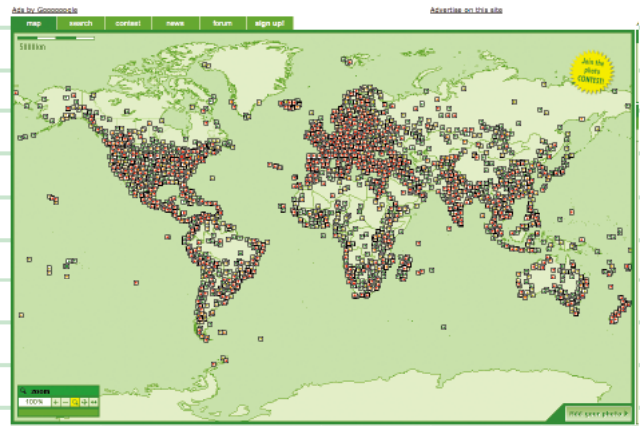 Ads by Goooooogle
Advertise on this site
map search contest news forum sign up!
5000km
Join the
photo
CONTEST!
zoom
100%
Add your photo